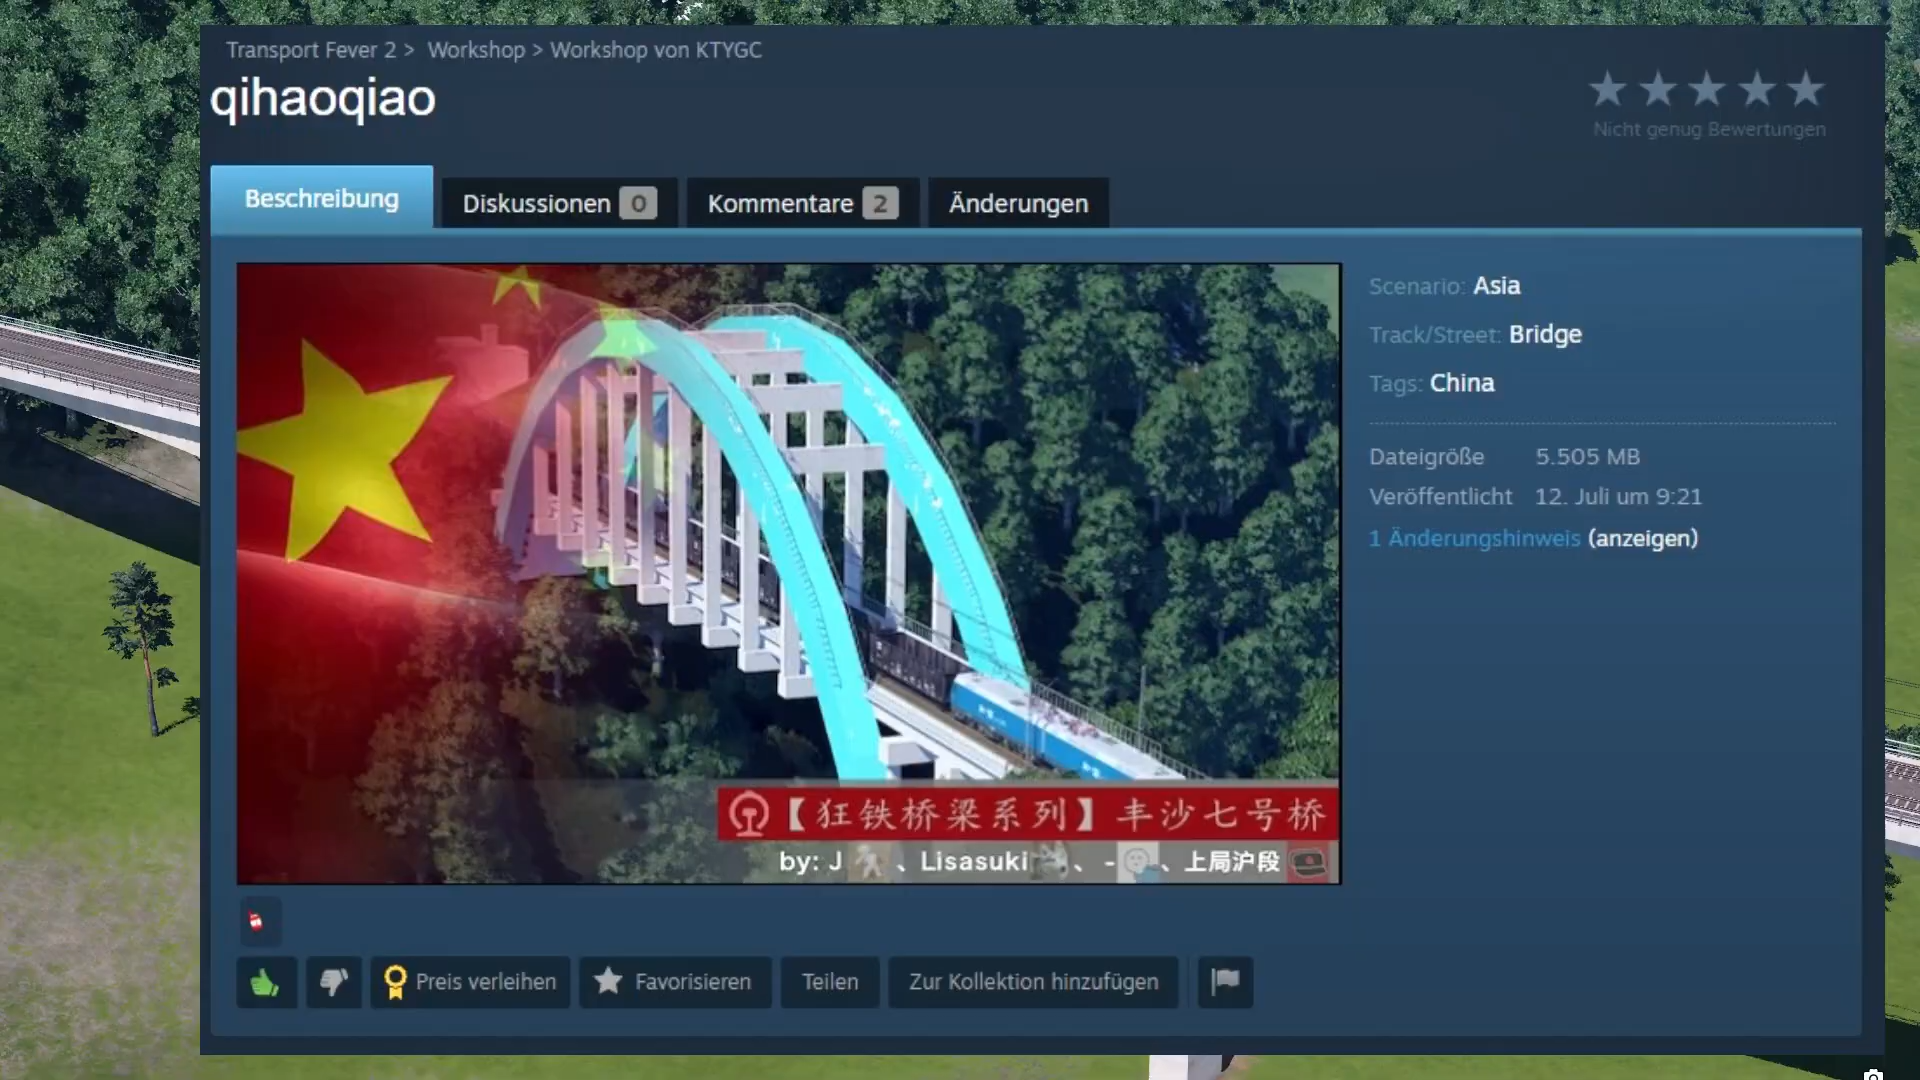 Transport Fever 2 > Workshop > Workshop von KTYGC
qihaoqiao
Nicht genug Bewertungen
Beschreibung
Diskussionen 0
Kommentare 2
Änderungen
Scenario: Asia
Track/Street: Bridge
Tags: China
Dateigröße 5.505 MB
Veröffentlicht 12. Juli um 9:21
1 Änderungshinweis (anzeigen)
【狂铁桥梁系列】丰沙七号桥
by: J 、Lisasuki 、 - 、上局沪段
Preis verleihen
Favorisieren
Teilen
Zur Kollektion hinzufügen